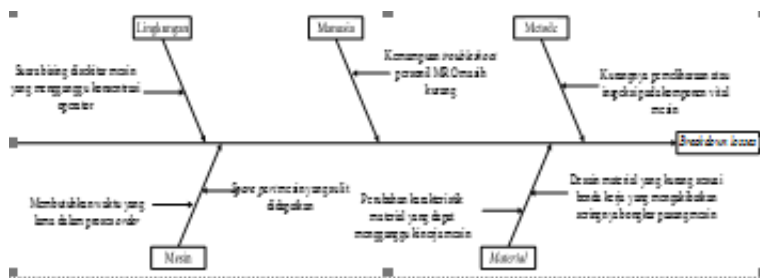 Lingkungan
Manusia
Metode
Suara bising disekitar mesin
yang mengganggu konsentrasi
operator
Kemampuan troubleshoot
personil MRO masih
kurang
Kurangnya pemeliharaan atau
inspeksi pada komponen vital
mesin
Breakdown losses
Membutuhkan waktu yang
lama dalam proses order
Spare part mesin yang sulit
didapatkan
Perubahan karakteristik
material yang dapat
mengganggu kinerja mesin
Desain material yang kurang sesuai
benda kerja yang mengakibatkan
seringnya bongkar pasang mesin
Mesin
Material